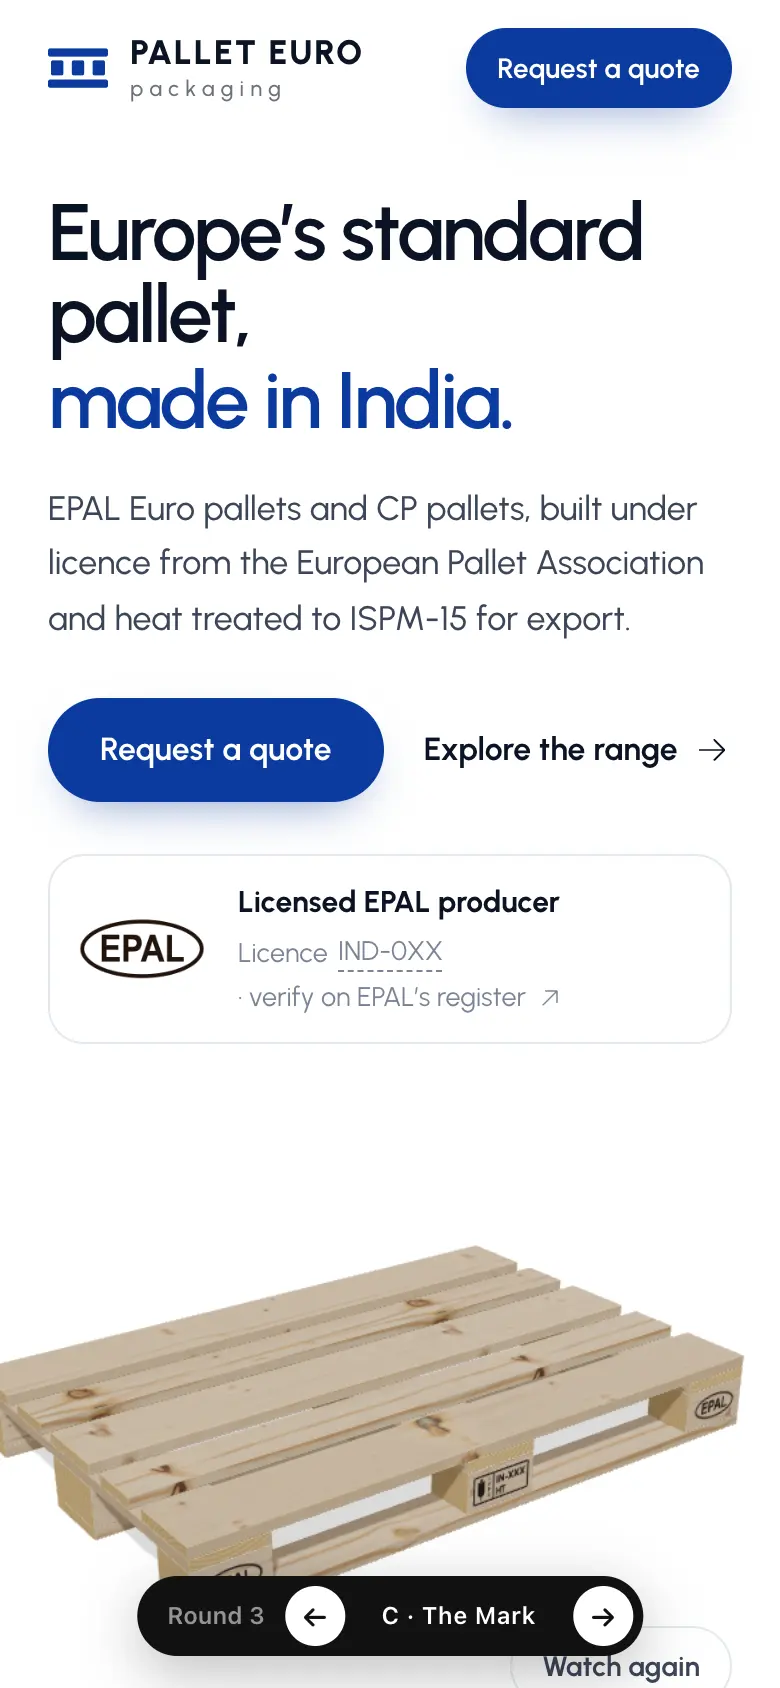 PALLET EURO
packaging
Request a quote
Europe’s standard
pallet,
made in India.
EPAL Euro pallets and CP pallets, built under
licence from the European Pallet Association
and heat treated to ISPM-15 for export.
Request a quote
Explore the range →
EPAL
Licensed EPAL producer
Licence IND-0XX
· verify on EPAL’s register ↗
EPAL
IN-XXX
HT
Round 3 ← C · The Mark →
Watch again